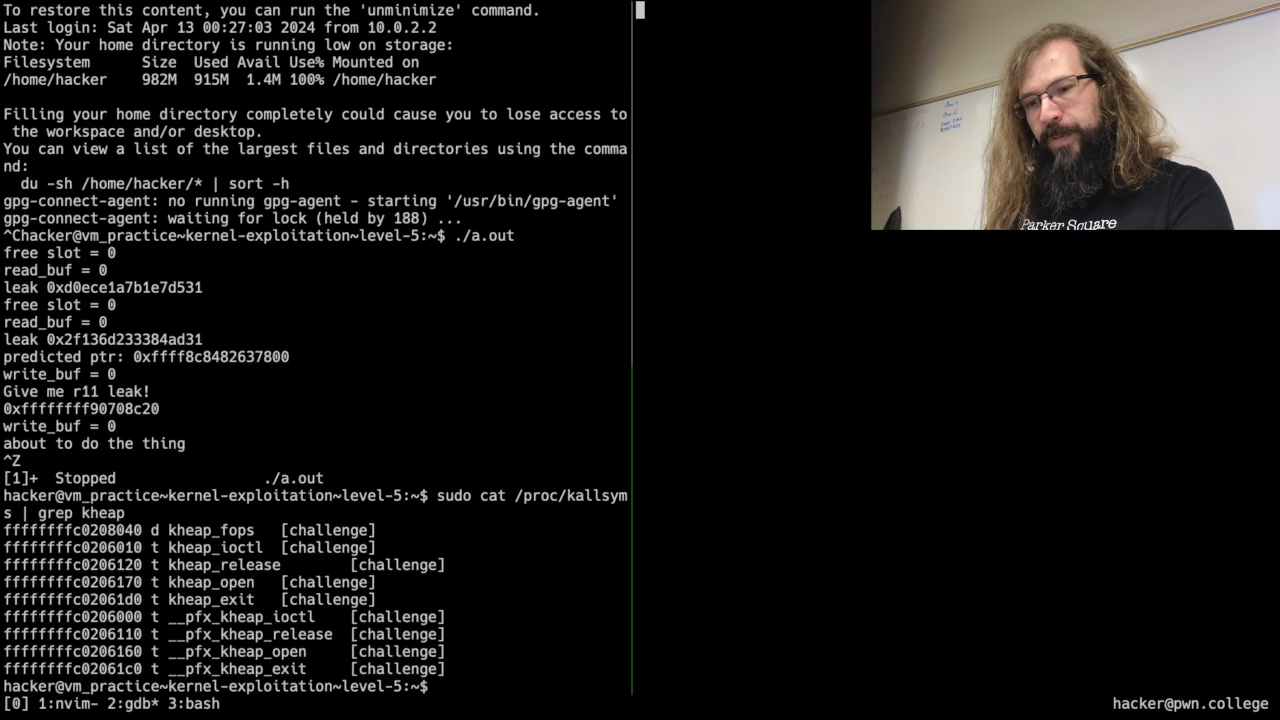 To restore this content, you can run the 'unminimize' command.
Last login: Sat Apr 13 00:27:03 2024 from 10.0.2.2
Note: Your home directory is running low on storage:
Filesystem      Size  Used Avail Use% Mounted on
/home/hacker    982M  915M  1.4M 100% /home/hacker
Filling your home directory completely could cause you to lose access to
 the workspace and/or desktop.
You can view a list of the largest files and directories using the comma
nd:
  du -sh /home/hacker/* | sort -h
gpg-connect-agent: no running gpg-agent - starting '/usr/bin/gpg-agent'
gpg-connect-agent: waiting for lock (held by 188) ...
^Chacker@vm_practice~kernel-exploitation~level-5:~$ ./a.out
free slot = 0
read_buf = 0
leak 0xd0ece1a7b1e7d531
free slot = 0
read_buf = 0
leak 0x2f136d233384ad31
predicted ptr: 0xffff8c8482637800
write_buf = 0
Give me r11 leak!
0xffffffff90708c20
write_buf = 0
about to do the thing
^Z
[1]+  Stopped                 ./a.out
hacker@vm_practice~kernel-exploitation~level-5:~$ sudo cat /proc/kallsym
s | grep kheap
ffffffffc0208040 d kheap_fops   [challenge]
ffffffffc0206010 t kheap_ioctl  [challenge]
ffffffffc0206120 t kheap_release        [challenge]
ffffffffc0206170 t kheap_open   [challenge]
ffffffffc02061d0 t kheap_exit   [challenge]
ffffffffc0206000 t __pfx_kheap_ioctl    [challenge]
ffffffffc0206110 t __pfx_kheap_release  [challenge]
ffffffffc0206160 t __pfx_kheap_open     [challenge]
ffffffffc02061c0 t __pfx_kheap_exit     [challenge]
hacker@vm_practice~kernel-exploitation~level-5:~$
[0] 1:nvim- 2:gdb* 3:bash
hacker@pwn.college
Parker Square